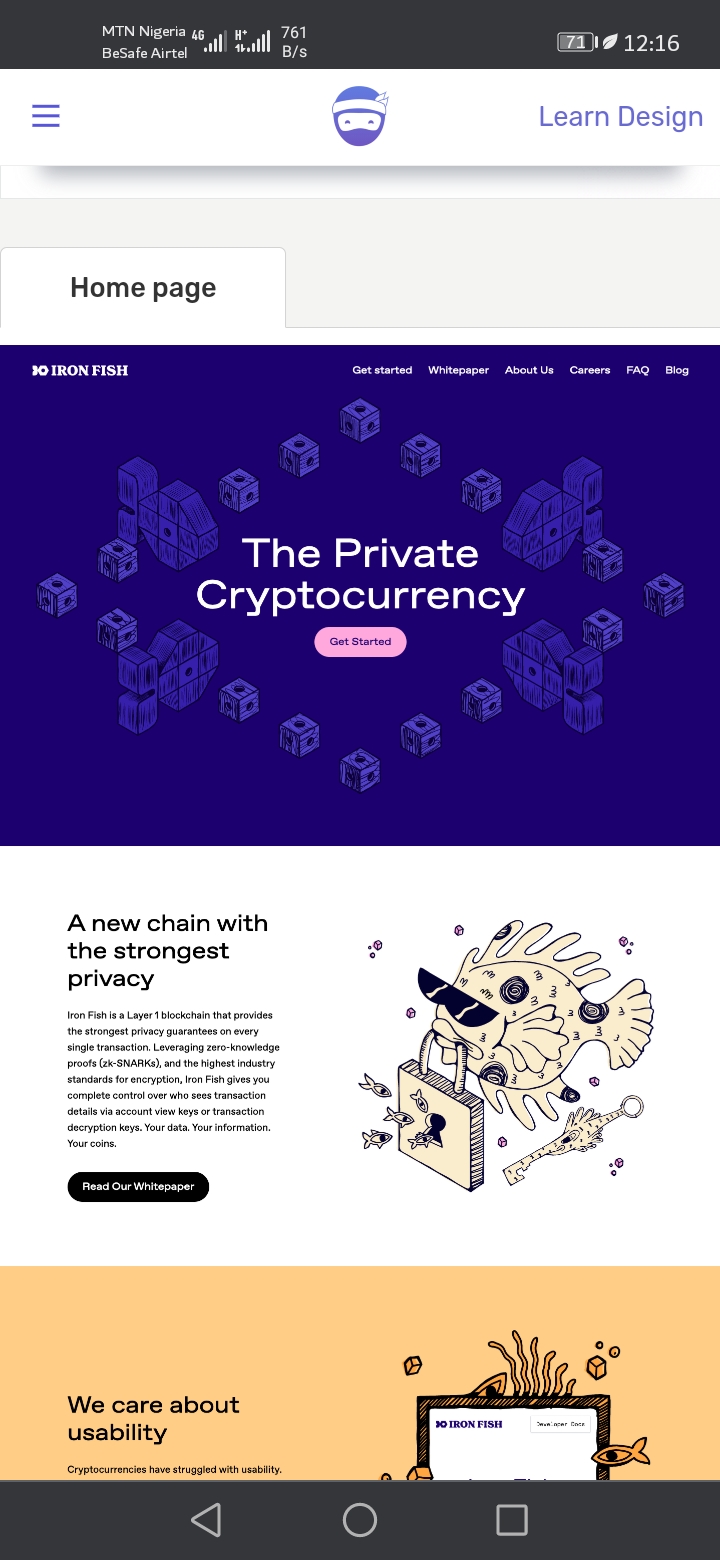 MTN Nigeria
BeSafe Airtel
4G
H+
761
B/s
71
12:16
Learn Design
Home page
IRON FISH
Get started Whitepaper About Us Careers FAQ Blog
The Private
Cryptocurrency
Get Started
A new chain with
the strongest
privacy
Iron Fish is a Layer 1 blockchain that provides
the strongest privacy guarantees on every
single transaction. Leveraging zero-knowledge
proofs (zk-SNARKs), and the highest industry
standards for encryption, Iron Fish gives you
complete control over who sees transaction
details via account view keys or transaction
decryption keys. Your data. Your information.
Your coins.
Read Our Whitepaper
We care about
usability
Cryptocurrencies have struggled with usability.
IRON FISH
Developer Docs